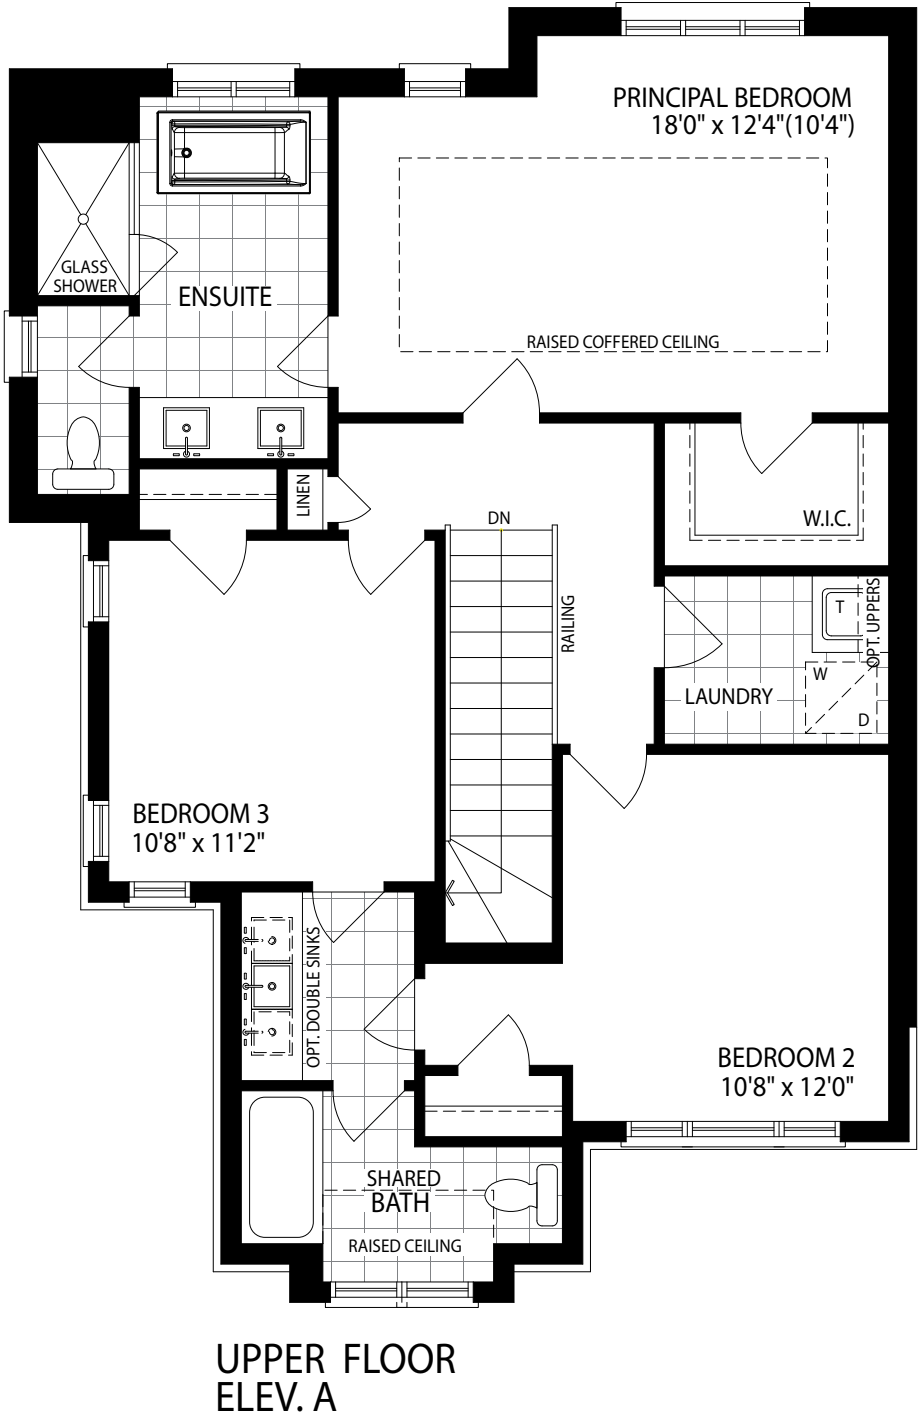 PRINCIPAL BEDROOM
18'0" x 12'4"(10'4")
GLASS
SHOWER
ENSUITE
RAISED COFFERED CEILING
LINEN
DN
W.I.C.
RAILING
T
OPT. UPPERS
W
LAUNDRY
D
BEDROOM 3
10'8" x 11'2"
OPT. DOUBLE SINKS
BEDROOM 2
10'8" x 12'0"
SHARED
BATH
RAISED CEILING
UPPER FLOOR
ELEV. A